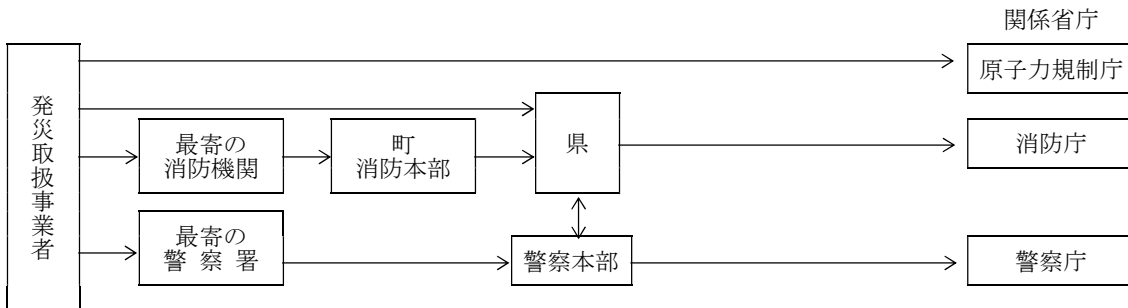 関係省庁
発災取扱事業者
原子力規制庁
最寄の
消防機関
町
消防本部
県
消防庁
最寄の
警察署
警察本部
警察庁